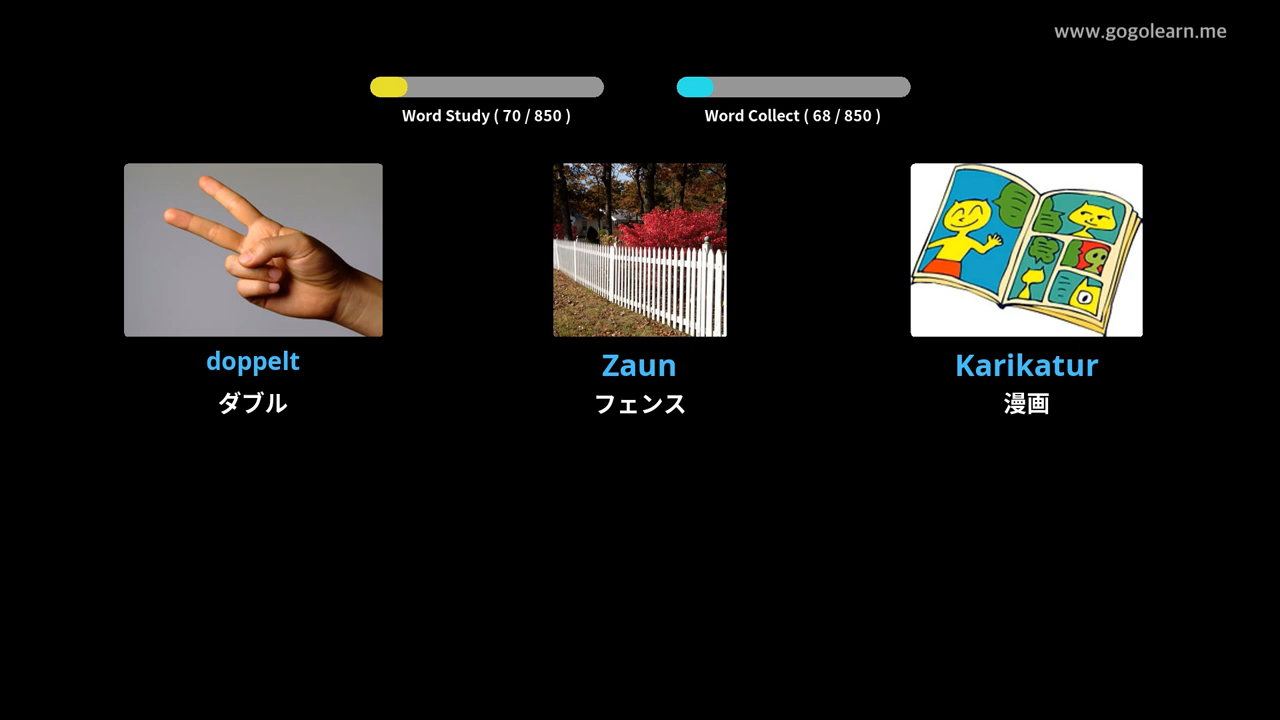 www.gogolearn.me
Word Study ( 70 / 850 )
Word Collect ( 68 / 850 )
doppelt
ダブル
Zaun
フェンス
Karikatur
漫画